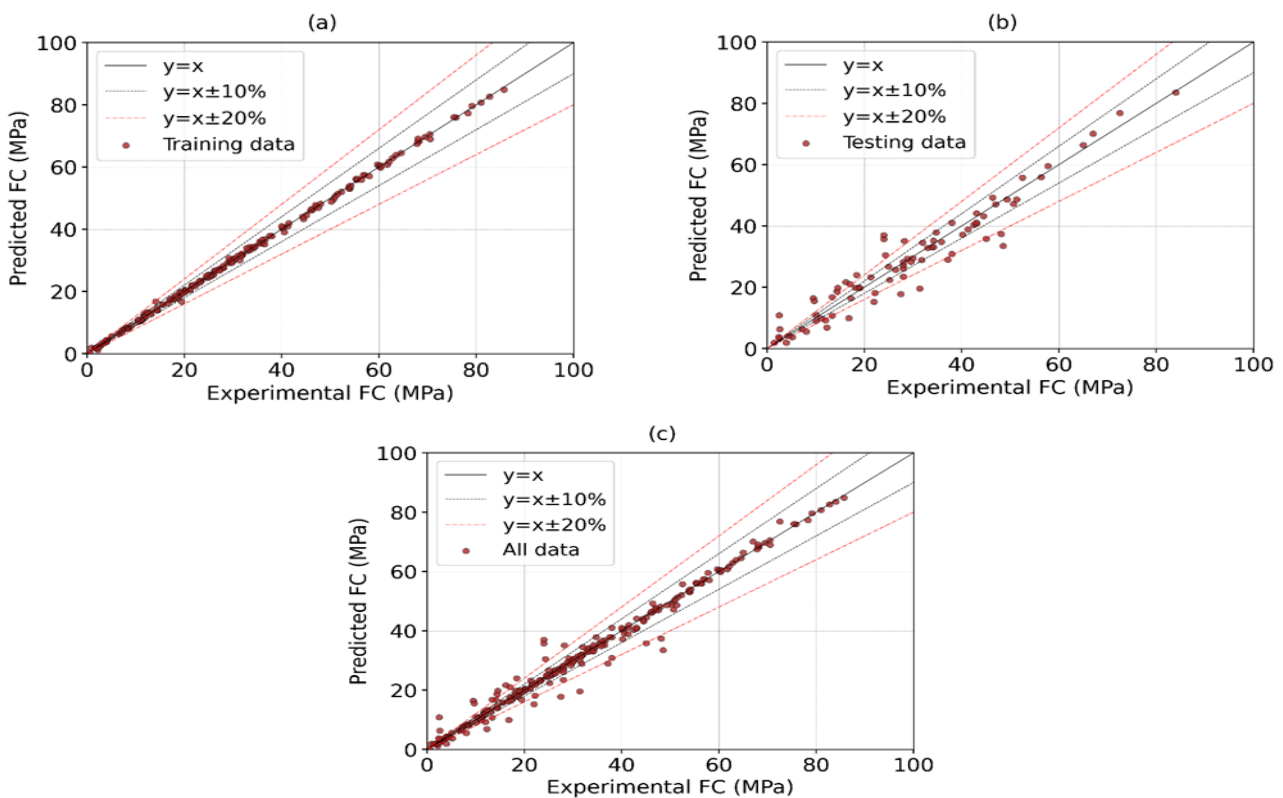 (a)
100
80
60
40
20
0
0 20 40 60 80 100
Predicted FC (MPa)
Experimental FC (MPa)
y=x
y=x±10%
y=x±20%
Training data
(b)
100
80
60
40
20
0
0 20 40 60 80 100
Predicted FC (MPa)
Experimental FC (MPa)
y=x
y=x±10%
y=x±20%
Testing data
(c)
100
80
60
40
20
0
0 20 40 60 80 100
Predicted FC (MPa)
Experimental FC (MPa)
y=x
y=x±10%
y=x±20%
All data